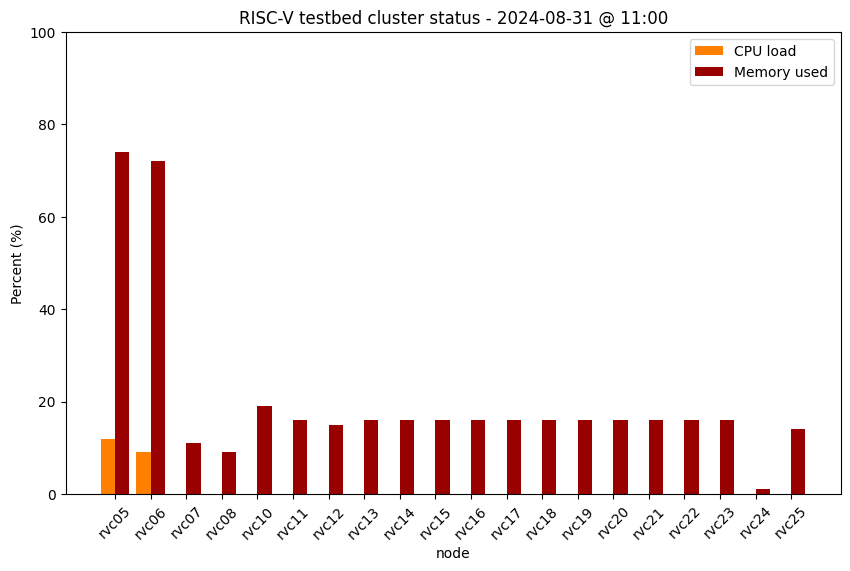 RISC-V testbed cluster status - 2024-08-31 @ 11:00
CPU load
Memory used
Percent (%)
100
80
60
40
20
0
rvc05
rvc06
rvc07
rvc08
rvc10
rvc11
rvc12
rvc13
rvc14
rvc15
rvc16
rvc17
rvc18
rvc19
rvc20
rvc21
rvc22
rvc23
rvc24
rvc25
node